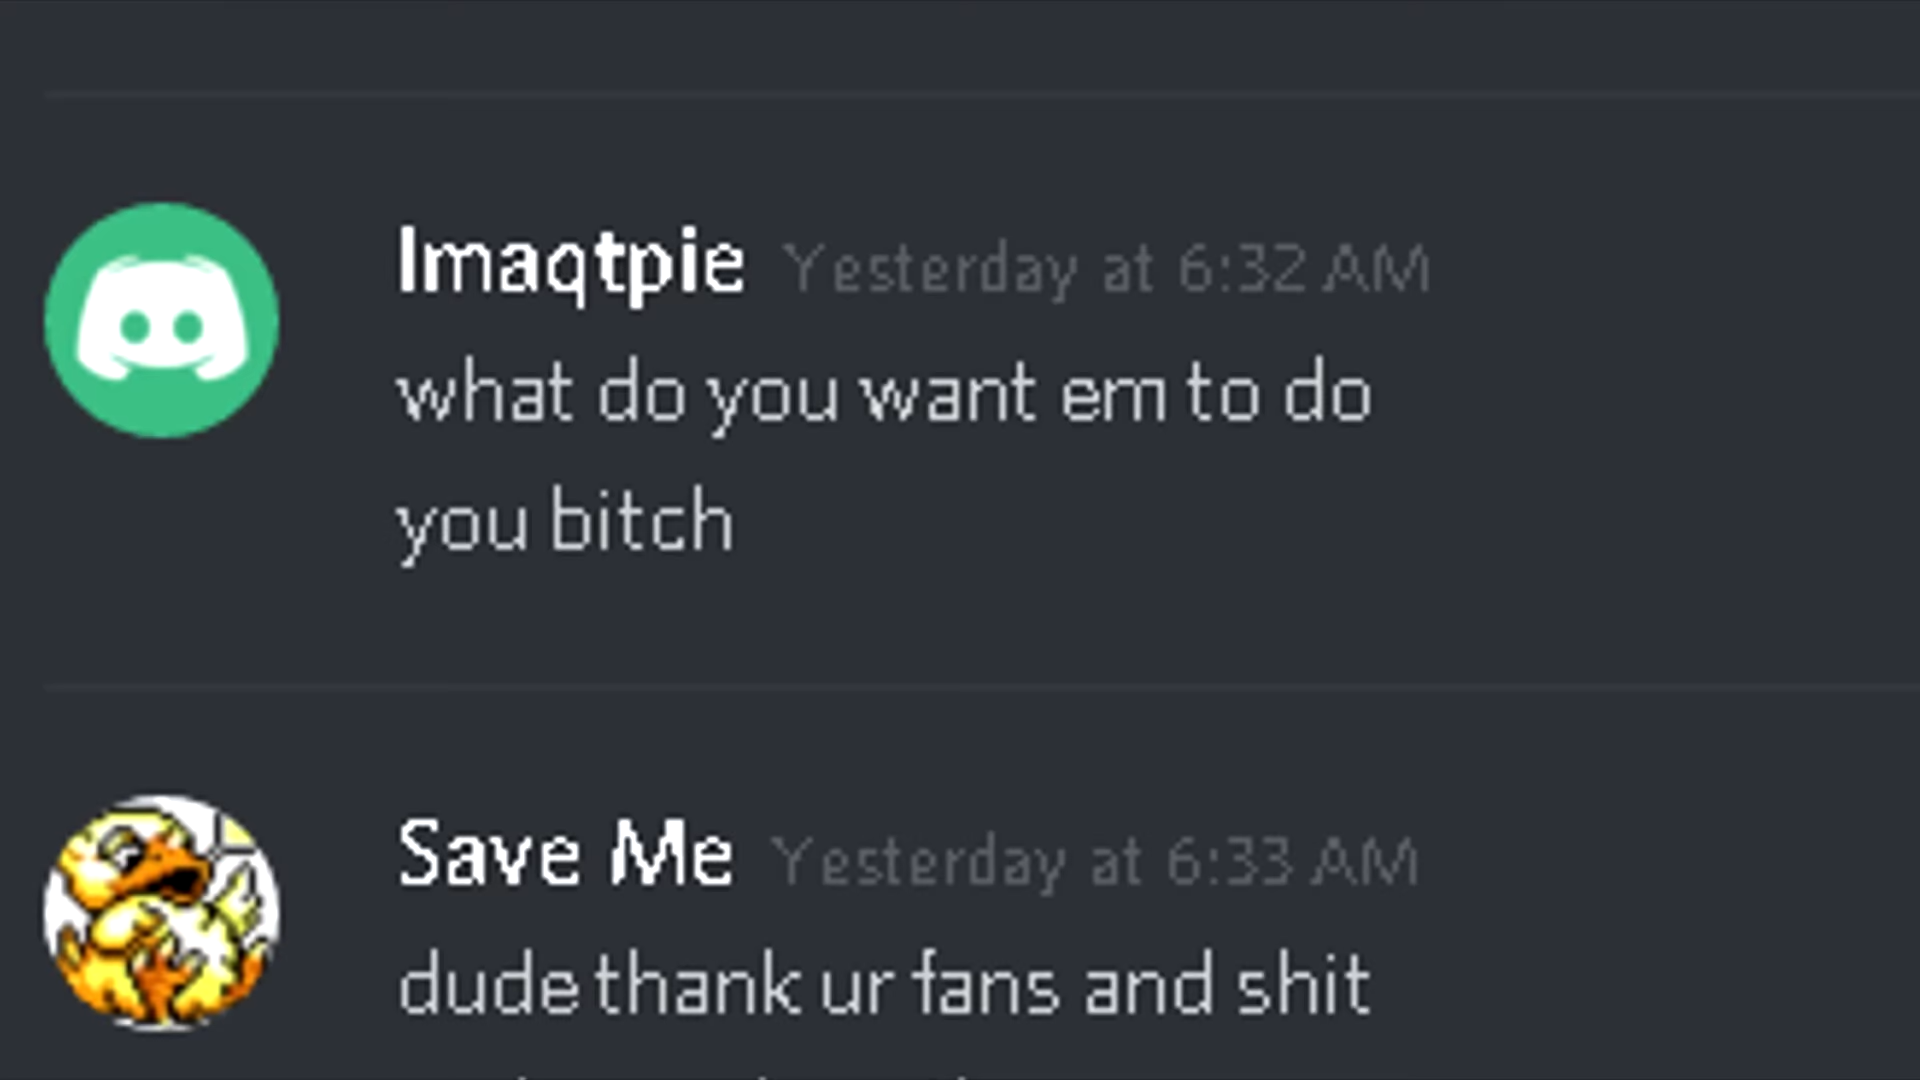 Imaqtpie Yesterday at 6:32 AM
what do you want em to do
you bitch
Save Me Yesterday at 6:33 AM
dude thank ur fans and shit